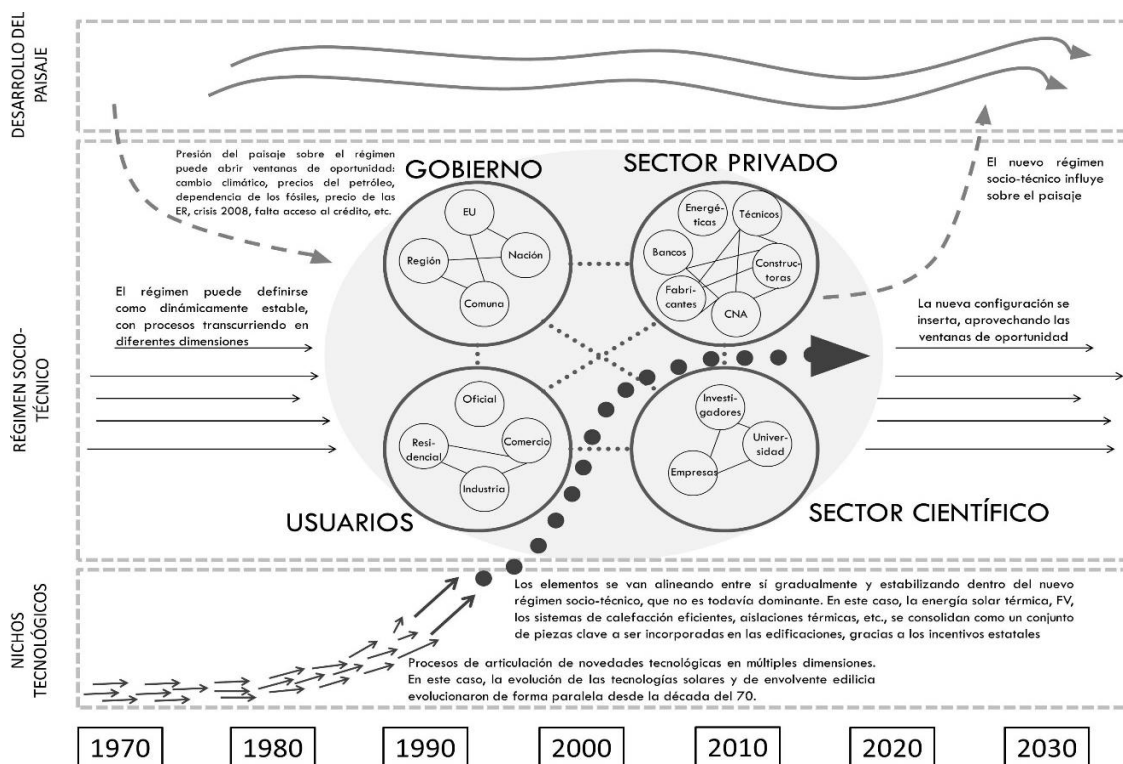 DESARROLLO DEL
PAISAJE
Presión del paisaje sobre el régimen
puede abrir ventanas de oportunidad:
cambio climático, precios del petróleo,
dependencia de los fósiles, precio de las
ER, crisis 2008, falta acceso al crédito, etc.
GOBIERNO
EU
Región
Nación
Comuna
SECTOR PRIVADO
Energé-
ticas
Técnicos
Bancos
Construc-
toras
Fabri-
cantes
CNA
El nuevo régimen
socio-técnico influye
sobre el paisaje
RÉGIMEN SOCIO-
TÉCNICO
El régimen puede definirse
como dinámicamente estable,
con procesos transcurriendo en
diferentes dimensiones
La nueva configuración se
inserta, aprovechando las
ventanas de oportunidad
Oficial
Resi-
dencial
Comercio
Industria
USUARIOS
Investi-
gadores
Univer-
sidad
Empresas
SECTOR CIENTÍFICO
NICHOS
TECNOLÓGICOS
Los elementos se van alineando entre sí gradualmente y estabilizando dentro del nuevo
régimen socio-técnico, que no es todavía dominante. En este caso, la energía solar térmica, FV,
los sistemas de calefacción eficientes, aislaciones térmicas, etc., se consolidan como un conjunto
de piezas clave a ser incorporadas en las edificaciones, gracias a los incentivos estatales
Procesos de articulación de novedades tecnológicas en múltiples dimensiones.
En este caso, la evolución de las tecnologías solares y de envolvente edilicia
evolucionaron de forma paralela desde la década del 70.
1970
1980
1990
2000
2010
2020
2030